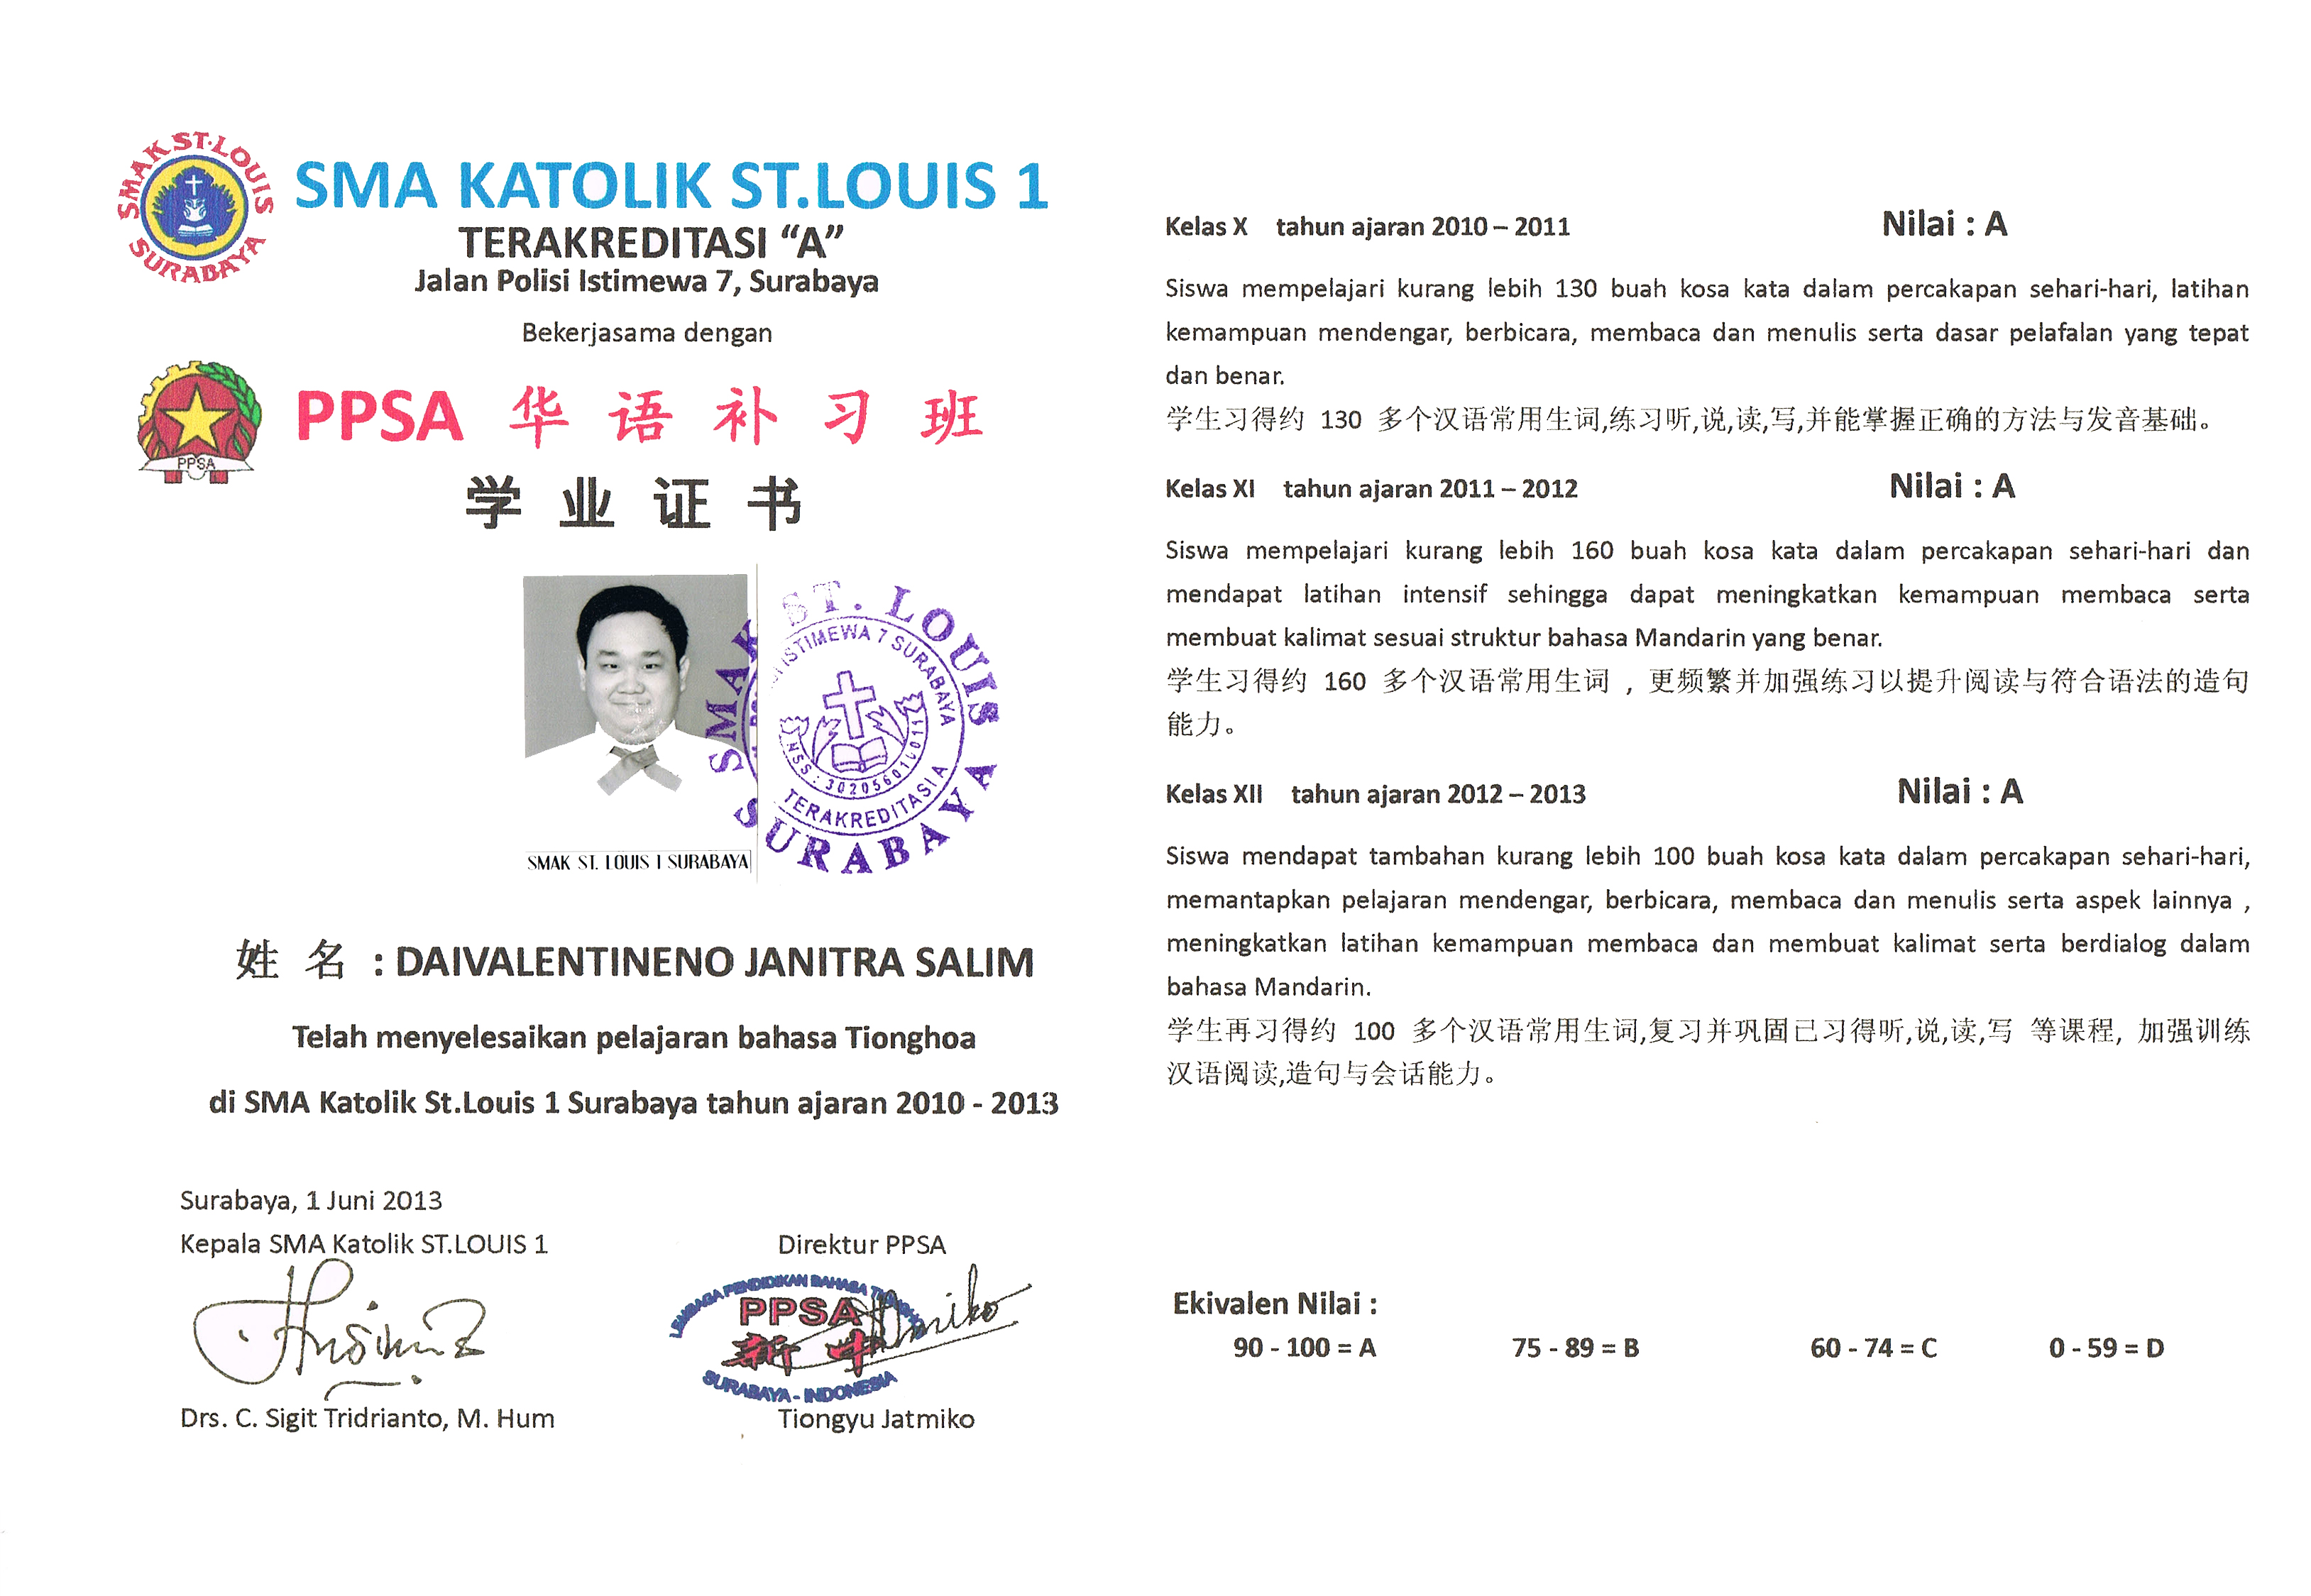 SMAK ST.LOUIS
SURABAYA
SMA KATOLIK ST.LOUIS 1
TERAKREDITASI “A”
Jalan Polisi Istimewa 7, Surabaya
Bekerjasama dengan
PPSA
PPSA 华 语 补 习 班
学 业 证 书
SMAK ST. LOUIS
ISTIMEWA 7 SURABAYA
TERAKREDITASI A
SURABAYA
SMAK ST. LOUIS 1 SURABAYA
姓 名 : DAIVALENTINENO JANITRA SALIM
Telah menyelesaikan pelajaran bahasa Tionghoa
di SMA Katolik St.Louis 1 Surabaya tahun ajaran 2010 - 2013
Surabaya, 1 Juni 2013
Kepala SMA Katolik ST.LOUIS 1
Direktur PPSA
LEMBAGA PENDIDIKAN BAHASA
PPSA
新 中
SURABAYA - INDONESIA
Drs. C. Sigit Tridrianto, M. Hum
Tiongyu Jatmiko
Kelas X tahun ajaran 2010 – 2011 Nilai : A
Siswa mempelajari kurang lebih 130 buah kosa kata dalam percakapan sehari-hari, latihan
kemampuan mendengar, berbicara, membaca dan menulis serta dasar pelafalan yang tepat
dan benar.
学生习得约 130 多个汉语常用生词,练习听,说,读,写,并能掌握正确的方法与发音基础。
Kelas XI tahun ajaran 2011 – 2012 Nilai : A
Siswa mempelajari kurang lebih 160 buah kosa kata dalam percakapan sehari-hari dan
mendapat latihan intensif sehingga dapat meningkatkan kemampuan membaca serta
membuat kalimat sesuai struktur bahasa Mandarin yang benar.
学生习得约 160 多个汉语常用生词 , 更频繁并加强练习以提升阅读与符合语法的造句
能力。
Kelas XII tahun ajaran 2012 – 2013 Nilai : A
Siswa mendapat tambahan kurang lebih 100 buah kosa kata dalam percakapan sehari-hari,
memantapkan pelajaran mendengar, berbicara, membaca dan menulis serta aspek lainnya ,
meningkatkan latihan kemampuan membaca dan membuat kalimat serta berdialog dalam
bahasa Mandarin.
学生再习得约 100 多个汉语常用生词,复习并巩固已习得听,说,读,写 等课程, 加强训练
汉语阅读,造句与会话能力。
Ekivalen Nilai :
90 - 100 = A 75 - 89 = B 60 - 74 = C 0 - 59 = D